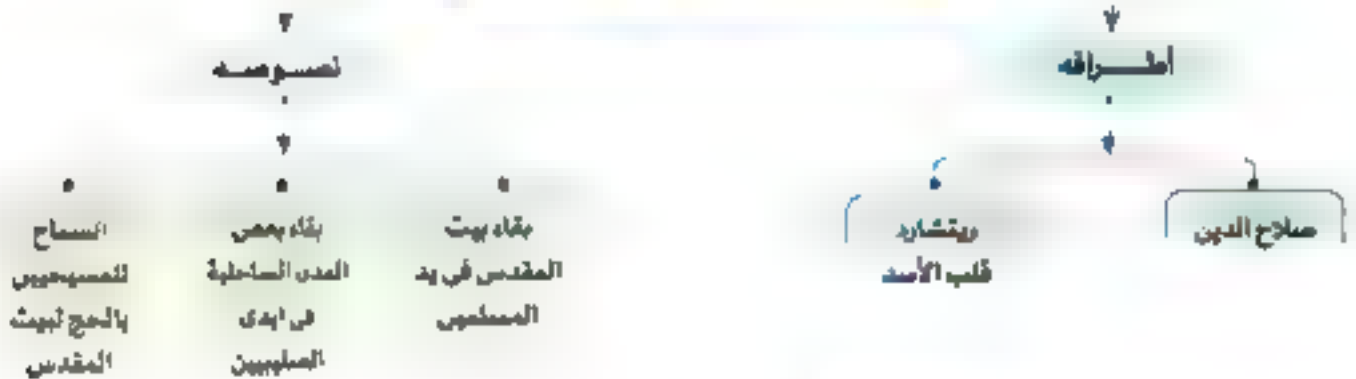 أطـــرافه
نصـــوصـــه
صلاح الدين
ريتشارد
قلب الأسد
بقاء بيت
المقدس في يد
المسلمين
بقاء بعض
المدن الساحلية
في أيدي
الصليبيين
السماح
للمسيحيين
بالحج لبيت
المقدس